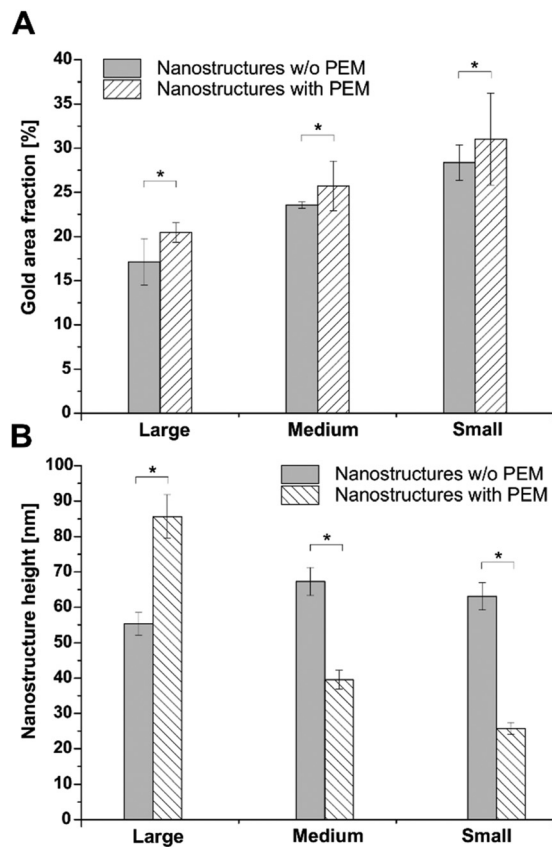 A
Gold area fraction [%]
40
35
30
25
20
15
10
5
0
Nanostructures w/o PEM
Nanostructures with PEM
*
*
*
Large Medium Small
B
Nanostructure height [nm]
100
90
80
70
60
50
40
30
20
10
0
Nanostructures w/o PEM
Nanostructures with PEM
*
*
*
Large Medium Small